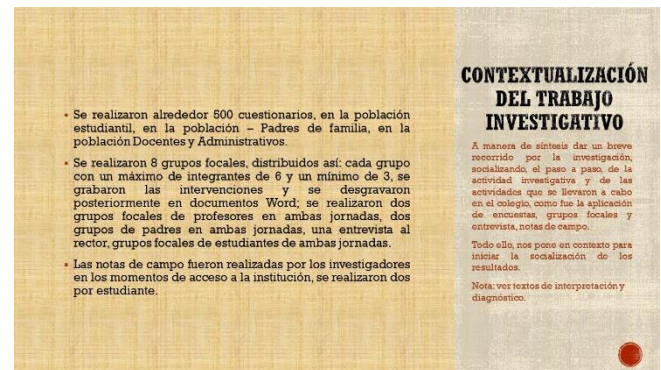 • Se realizaron alrededor 500 cuestionarios, en la población
estudiantil, en la población – Padres de familia, en la
población Docentes y Administrativos.
• Se realizaron 8 grupos focales, distribuidos así: cada grupo
con un máximo de integrantes de 6 y un mínimo de 3, se
grabaron las intervenciones y se desgravaron
posteriormente en documentos Word; se realizaron dos
grupos focales de profesores en ambas jornadas, dos
grupos de padres en ambas jornadas, una entrevista al
rector, grupos focales de estudiantes de ambas jornadas.
• Las notas de campo fueron realizadas por los investigadores
en los momentos de acceso a la institución, se realizaron dos
por estudiante.
CONTEXTUALIZACIÓN
DEL TRABAJO
INVESTIGATIVO
A manera de síntesis dar un breve
recorrido por la investigación,
socializando, el paso a paso, de la
actividad investigativa y de las
actividades que se llevaron a cabo
en el colegio, como fue la aplicación
de encuestas, grupos focales y
entrevista, notas de campo.
Todo ello, nos pone en contexto para
iniciar la socialización de los
resultados.
Nota: ver textos de interpretación y
diagnóstico.